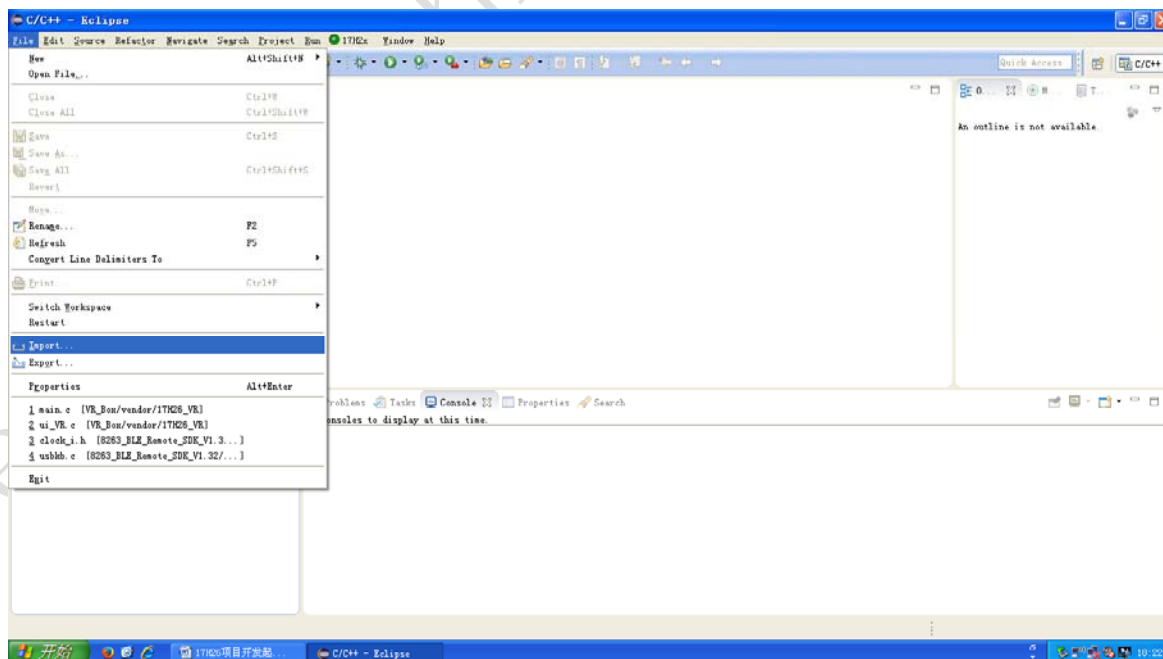 C/C++ - Eclipse
File Edit Source Refactor Navigate Search Project Run 17H2x Window Help
New Alt+Shift+N
Open File...
Quick Access C/C++
Close Ctrl+W
Close All Ctrl+Shift+W
Save Ctrl+S
Save As...
Save All Ctrl+Shift+S
Revert
Move...
Rename... F2
Refresh F5
Convert Line Delimiters To
Print... Ctrl+P
Switch Workspace
Restart
Import...
Export...
Properties Alt+Enter
1 main.c [VR_Box/vendor/17H26_VR]
2 ui_VR.c [VR_Box/vendor/17H26_VR]
3 clock_i.h [8263_BLE_Remote_SDK_V1.3...]
4 usbkb.c [8263_BLE_Remote_SDK_V1.32/...]
Exit
O... M... T...
An outline is not available.
roblems Tasks Console Properties Search
onsoles to display at this time.
开始 17H26项目开发起... C/C++ - Eclipse 10:22